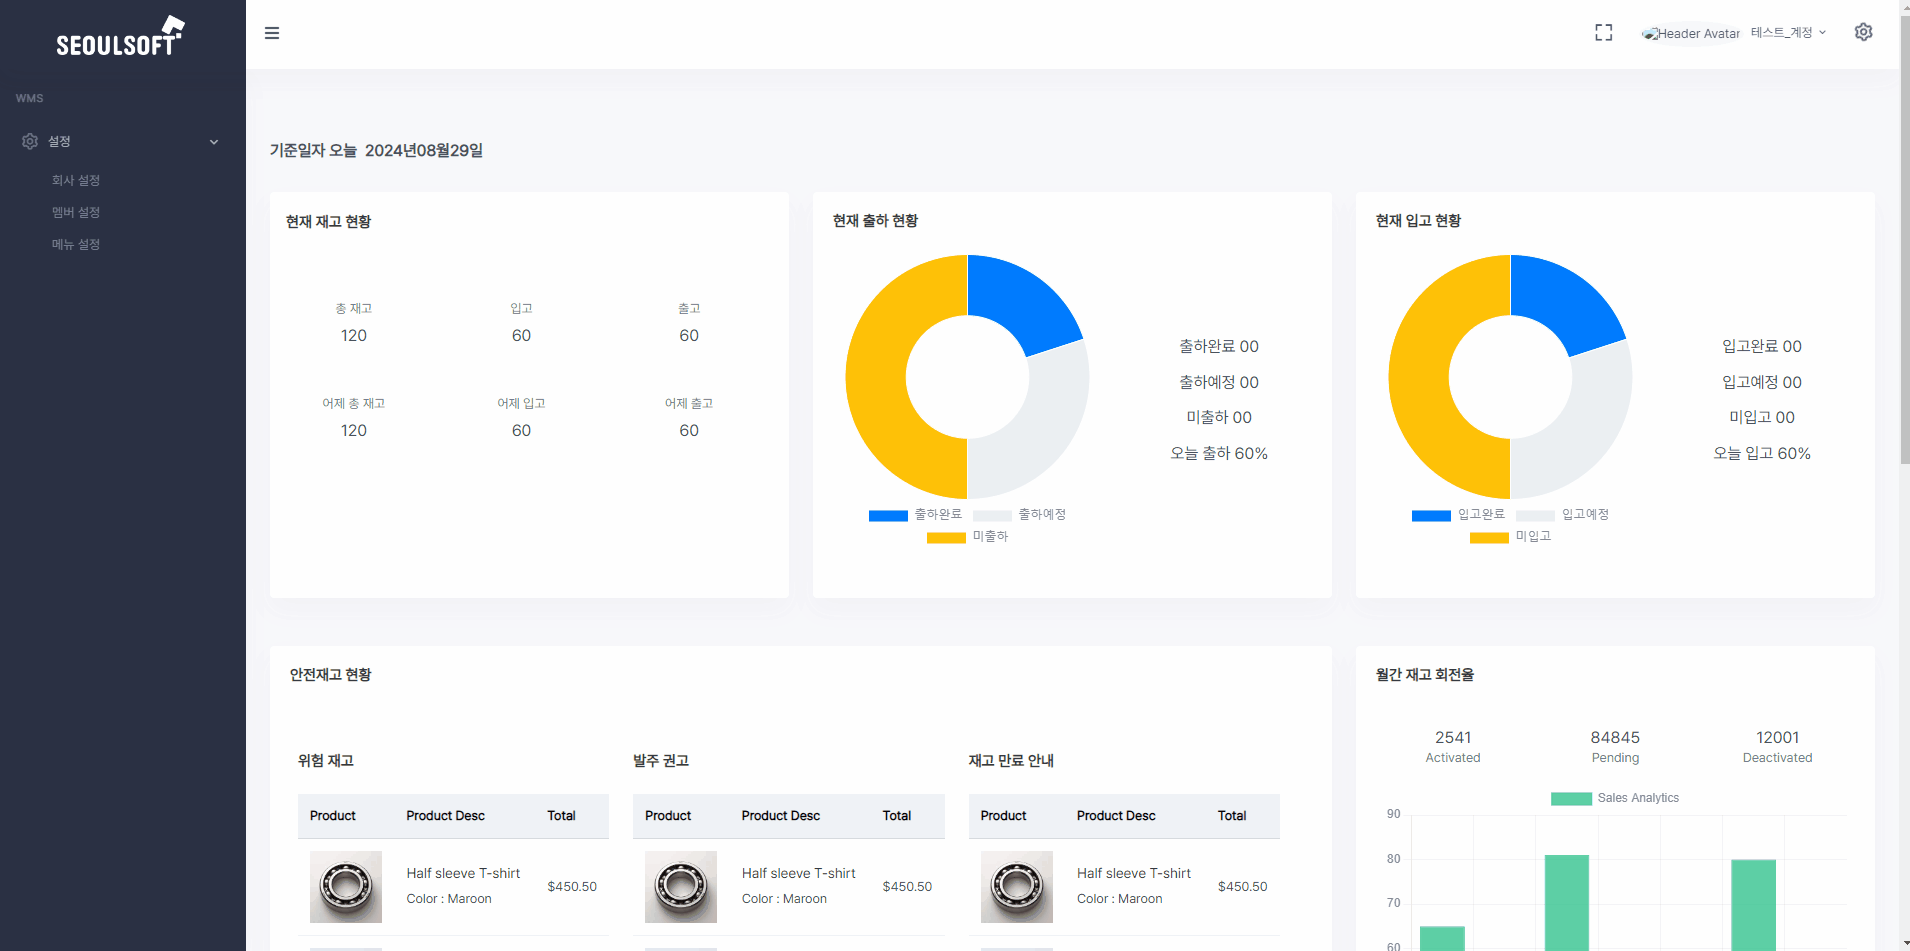 SEOULSOFT
Header Avatar 테스트_계정
WMS
설정
회사 설정
멤버 설정
메뉴 설정
기준일자 오늘 2024년08월29일
현재 재고 현황
총 재고 입고 출고
120 60 60
어제 총 재고 어제 입고 어제 출고
120 60 60
현재 출하 현황
출하완료 00
출하예정 00
미출하 00
오늘 출하 60%
출하완료 출하예정
미출하
현재 입고 현황
입고완료 00
입고예정 00
미입고 00
오늘 입고 60%
입고완료 입고예정
미입고
안전재고 현황
위험 재고
Product Product Desc Total
Half sleeve T-shirt
Color : Maroon
$450.50
발주 권고
Product Product Desc Total
Half sleeve T-shirt
Color : Maroon
$450.50
재고 만료 안내
Product Product Desc Total
Half sleeve T-shirt
Color : Maroon
$450.50
월간 재고 회전율
2541 84845 12001
Activated Pending Deactivated
Sales Analytics
90
80
70
60